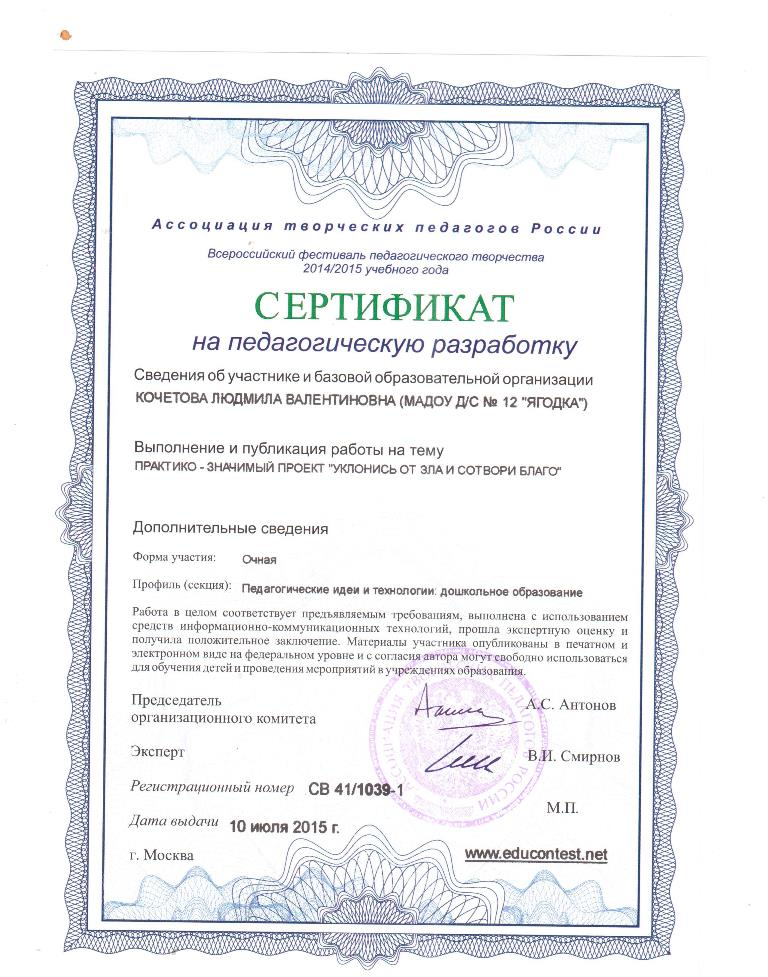 Ассоциация творческих педагогов России
Всероссийский фестиваль педагогического творчества
2014/2015 учебного года
СЕРТИФИКАТ
на педагогическую разработку
Сведения об участнике и базовой образовательной организации
КОЧЕТОВА ЛЮДМИЛА ВАЛЕНТИНОВНА (МАДОУ Д/С № 12 "ЯГОДКА")
Выполнение и публикация работы на тему
ПРАКТИКО - ЗНАЧИМЫЙ ПРОЕКТ "УКЛОНИСЬ ОТ ЗЛА И СОТВОРИ БЛАГО"
Дополнительные сведения
Форма участия: Очная
Профиль (секция): Педагогические идеи и технологии: дошкольное образование
Работа в целом соответствует предъявляемым требованиям, выполнена с использованием
средств информационно-коммуникационных технологий, прошла экспертную оценку и
получила положительное заключение. Материалы участника опубликованы в печатном и
электронном виде на федеральном уровне и с согласия автора могут свободно использоваться
для обучения детей и проведения мероприятий в учреждениях образования.
Председатель
организационного комитета
А.С. Антонов
Эксперт
В.И. Смирнов
Регистрационный номер СВ 41/1039-1
М.П.
Дата выдачи 10 июля 2015 г.
г. Москва
www.educontest.net